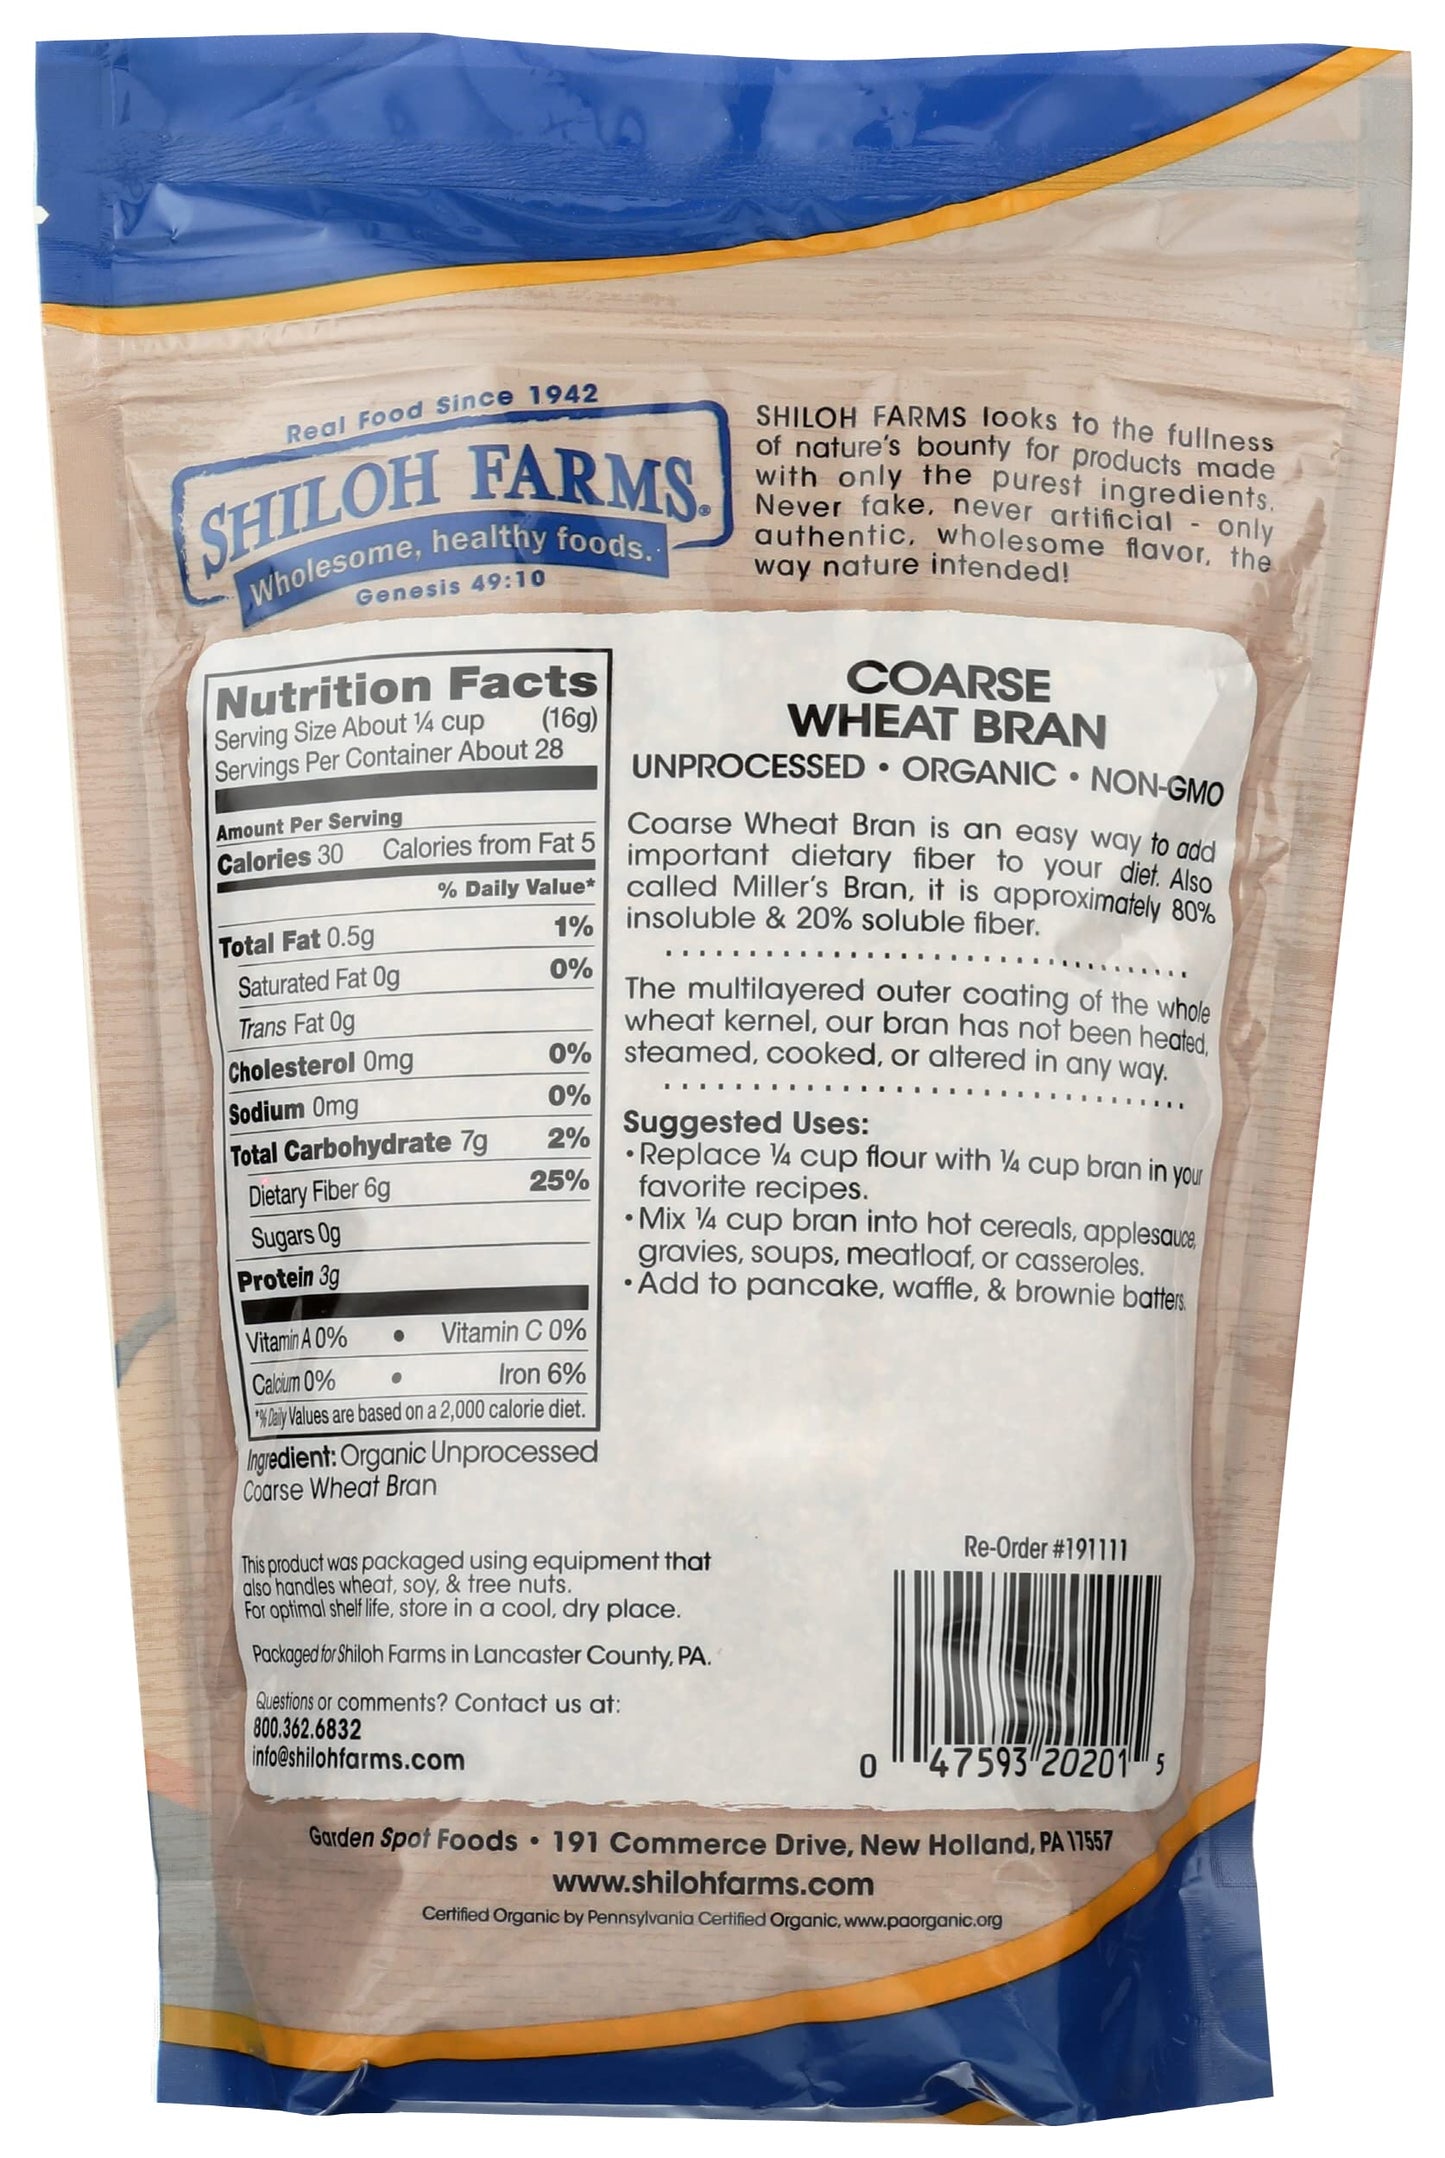 Real Food Since 1942
SHILOH FARMS®
Wholesome, healthy foods.
Genesis 49:10
SHILOH FARMS looks to the fullness
of nature's bounty for products made
with only the purest ingredients.
Never fake, never artificial - only
authentic, wholesome flavor, the
way nature intended!
Nutrition Facts
Serving Size About ¼ cup (16g)
Servings Per Container About 28
Amount Per Serving
Calories 30 Calories from Fat 5
% Daily Value*
Total Fat 0.5g 1%
Saturated Fat 0g 0%
Trans Fat 0g
Cholesterol 0mg 0%
Sodium 0mg 0%
Total Carbohydrate 7g 2%
Dietary Fiber 6g 25%
Sugars 0g
Protein 3g
Vitamin A 0% • Vitamin C 0%
Calcium 0% • Iron 6%
*% Daily Values are based on a 2,000 calorie diet.
Ingredient: Organic Unprocessed
Coarse Wheat Bran
COARSE
WHEAT BRAN
UNPROCESSED • ORGANIC • NON-GMO
Coarse Wheat Bran is an easy way to add
important dietary fiber to your diet. Also
called Miller's Bran, it is approximately 80%
insoluble & 20% soluble fiber.
The multilayered outer coating of the whole
wheat kernel, our bran has not been heated,
steamed, cooked, or altered in any way.
Suggested Uses:
• Replace ¼ cup flour with ¼ cup bran in your
favorite recipes.
• Mix ¼ cup bran into hot cereals, applesauce,
gravies, soups, meatloaf, or casseroles.
• Add to pancake, waffle, & brownie batters.
This product was packaged using equipment that
also handles wheat, soy, & tree nuts.
For optimal shelf life, store in a cool, dry place.
Packaged for Shiloh Farms in Lancaster County, PA.
Questions or comments? Contact us at:
800.362.6832
info@shilohfarms.com
Re-Order #191111
0 47593 20201 5
Garden Spot Foods • 191 Commerce Drive, New Holland, PA 17557
www.shilohfarms.com
Certified Organic by Pennsylvania Certified Organic, www.paorganic.org